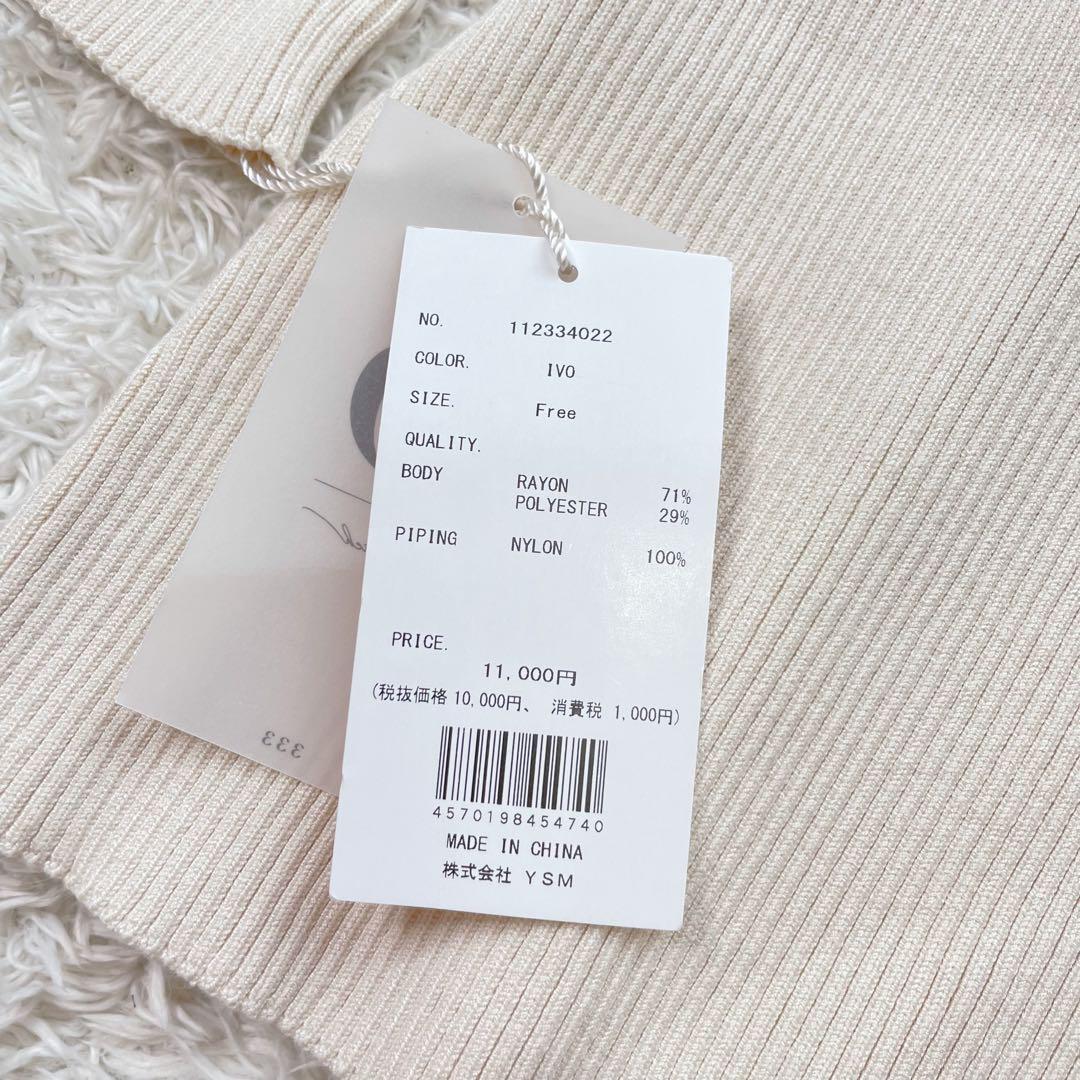 NO. 112334022
COLOR. IVO
SIZE. Free
QUALITY.
BODY RAYON 71%
POLYESTER 29%
PIPING NYLON 100%
PRICE.
11,000円
(税抜価格 10,000円、 消費税 1,000円)
4570198454740
MADE IN CHINA
株式会社 YSM
333